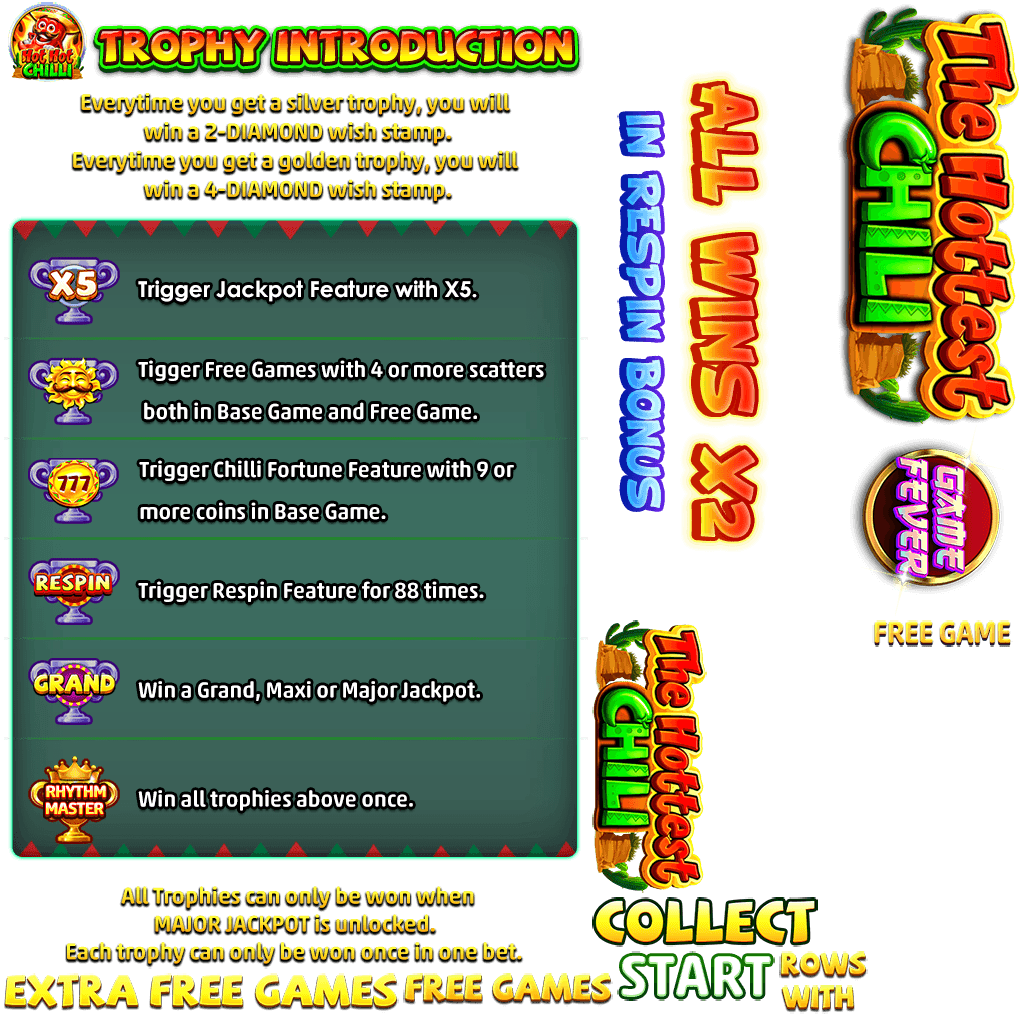 Hot Hot
CHILLI
TROPHY INTRODUCTION
Everytime you get a silver trophy, you will
win a 2-DIAMOND wish stamp.
Everytime you get a golden trophy, you will
win a 4-DIAMOND wish stamp.
X5
Trigger Jackpot Feature with X5.
Tigger Free Games with 4 or more scatters
both in Base Game and Free Game.
777
Trigger Chilli Fortune Feature with 9 or
more coins in Base Game.
RESPIN
Trigger Respin Feature for 88 times.
GRAND
Win a Grand, Maxi or Major Jackpot.
RHYTHM
MASTER
Win all trophies above once.
All Trophies can only be won when
MAJOR JACKPOT is unlocked.
Each trophy can only be won once in one bet.
EXTRA FREE GAMES
FREE GAMES
ALL WINS X2
IN RESPIN BONUS
The Hottest
CHILLI
GAME
FEVER
FREE GAME
The Hottest
CHILLI
COLLECT
START
ROWS
WITH